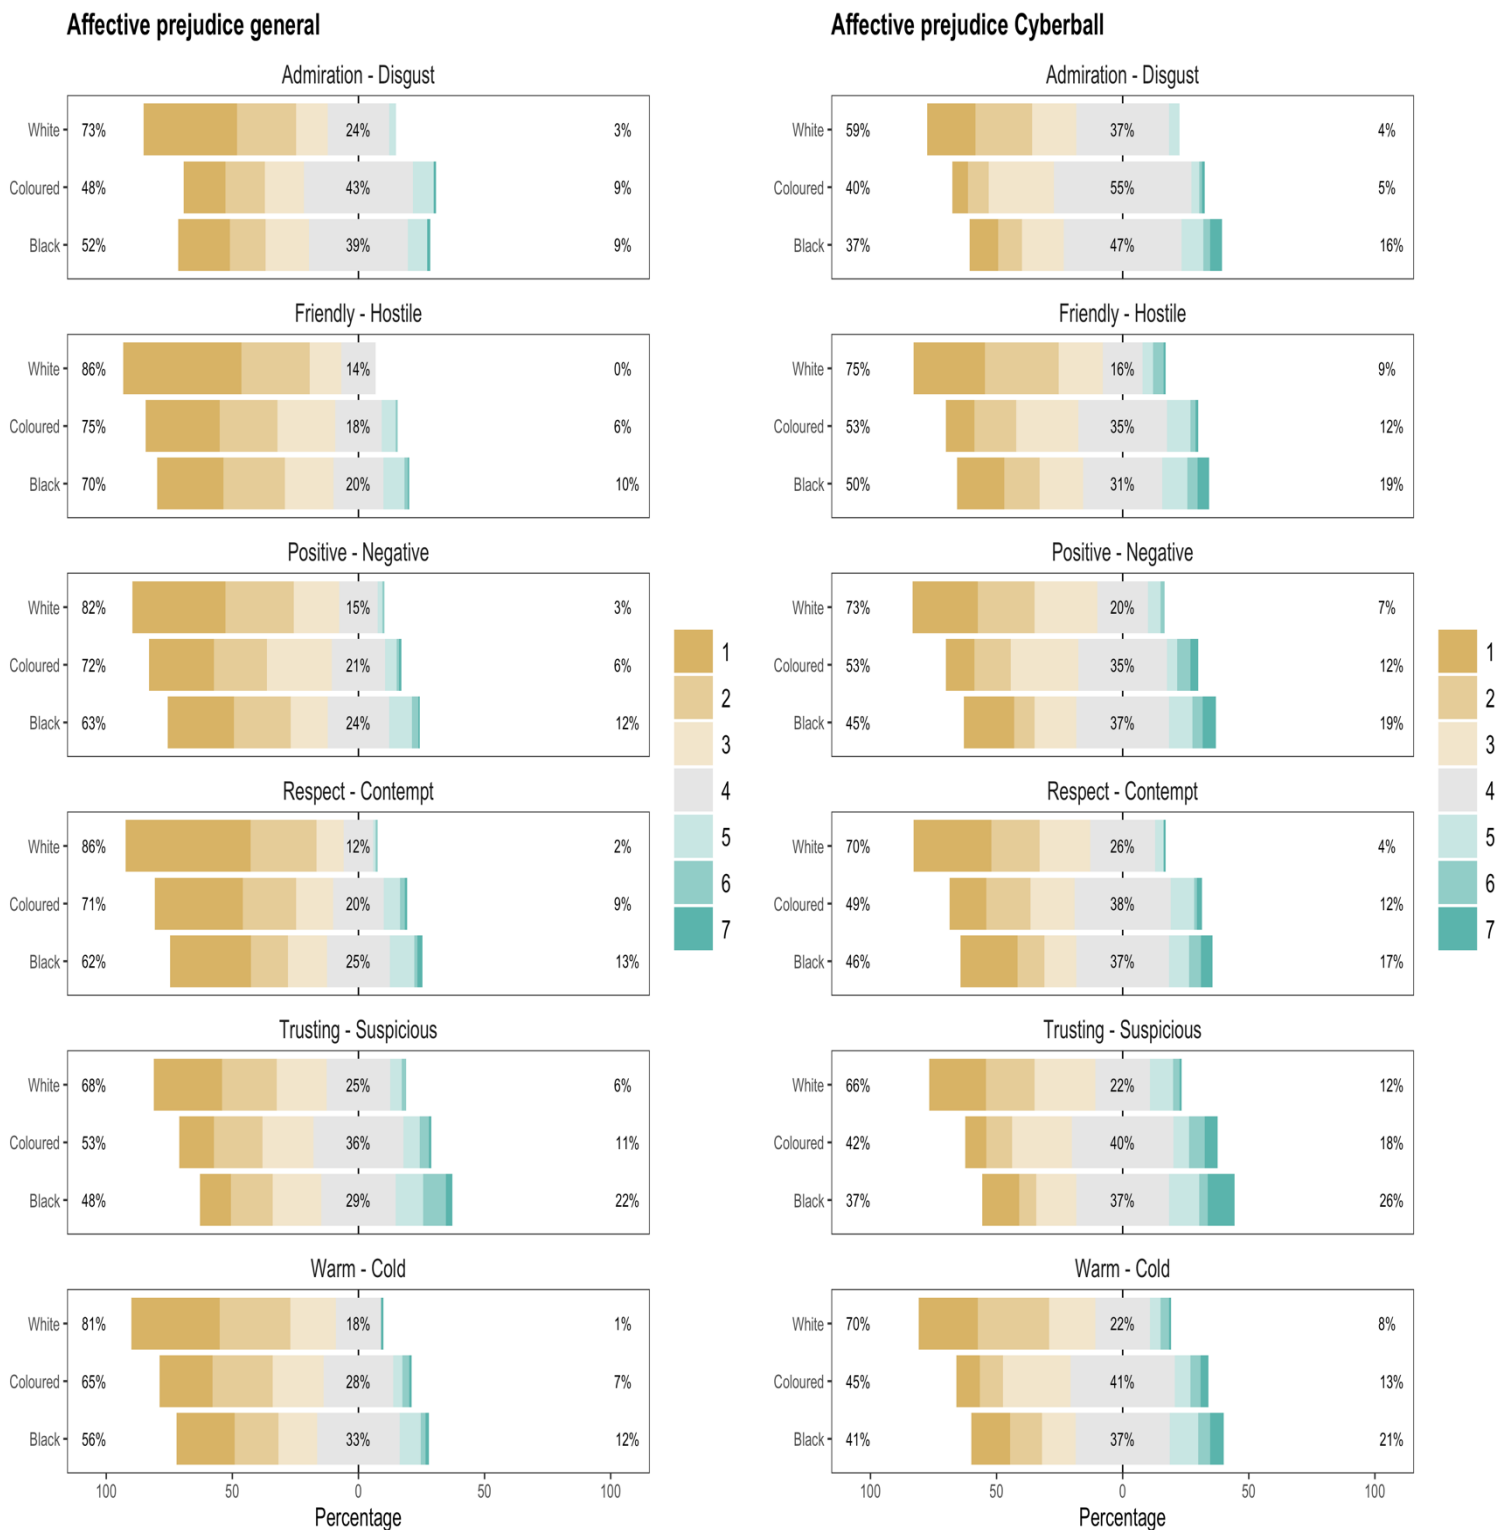 Affective prejudice general
Admiration - Disgust
White 73% 24% 3%
Coloured 48% 43% 9%
Black 52% 39% 9%
Friendly - Hostile
White 86% 14% 0%
Coloured 75% 18% 6%
Black 70% 20% 10%
Positive - Negative
White 82% 15% 3%
Coloured 72% 21% 6%
Black 63% 24% 12%
Respect - Contempt
White 86% 12% 2%
Coloured 71% 20% 9%
Black 62% 25% 13%
Trusting - Suspicious
White 68% 25% 6%
Coloured 53% 36% 11%
Black 48% 29% 22%
Warm - Cold
White 81% 18% 1%
Coloured 65% 28% 7%
Black 56% 33% 12%
100 50 0 50 100
Percentage
1
2
3
4
5
6
7
Affective prejudice Cyberball
Admiration - Disgust
White 59% 37% 4%
Coloured 40% 55% 5%
Black 37% 47% 16%
Friendly - Hostile
White 75% 16% 9%
Coloured 53% 35% 12%
Black 50% 31% 19%
Positive - Negative
White 73% 20% 7%
Coloured 53% 35% 12%
Black 45% 37% 19%
Respect - Contempt
White 70% 26% 4%
Coloured 49% 38% 12%
Black 46% 37% 17%
Trusting - Suspicious
White 66% 22% 12%
Coloured 42% 40% 18%
Black 37% 37% 26%
Warm - Cold
White 70% 22% 8%
Coloured 45% 41% 13%
Black 41% 37% 21%
100 50 0 50 100
Percentage
1
2
3
4
5
6
7